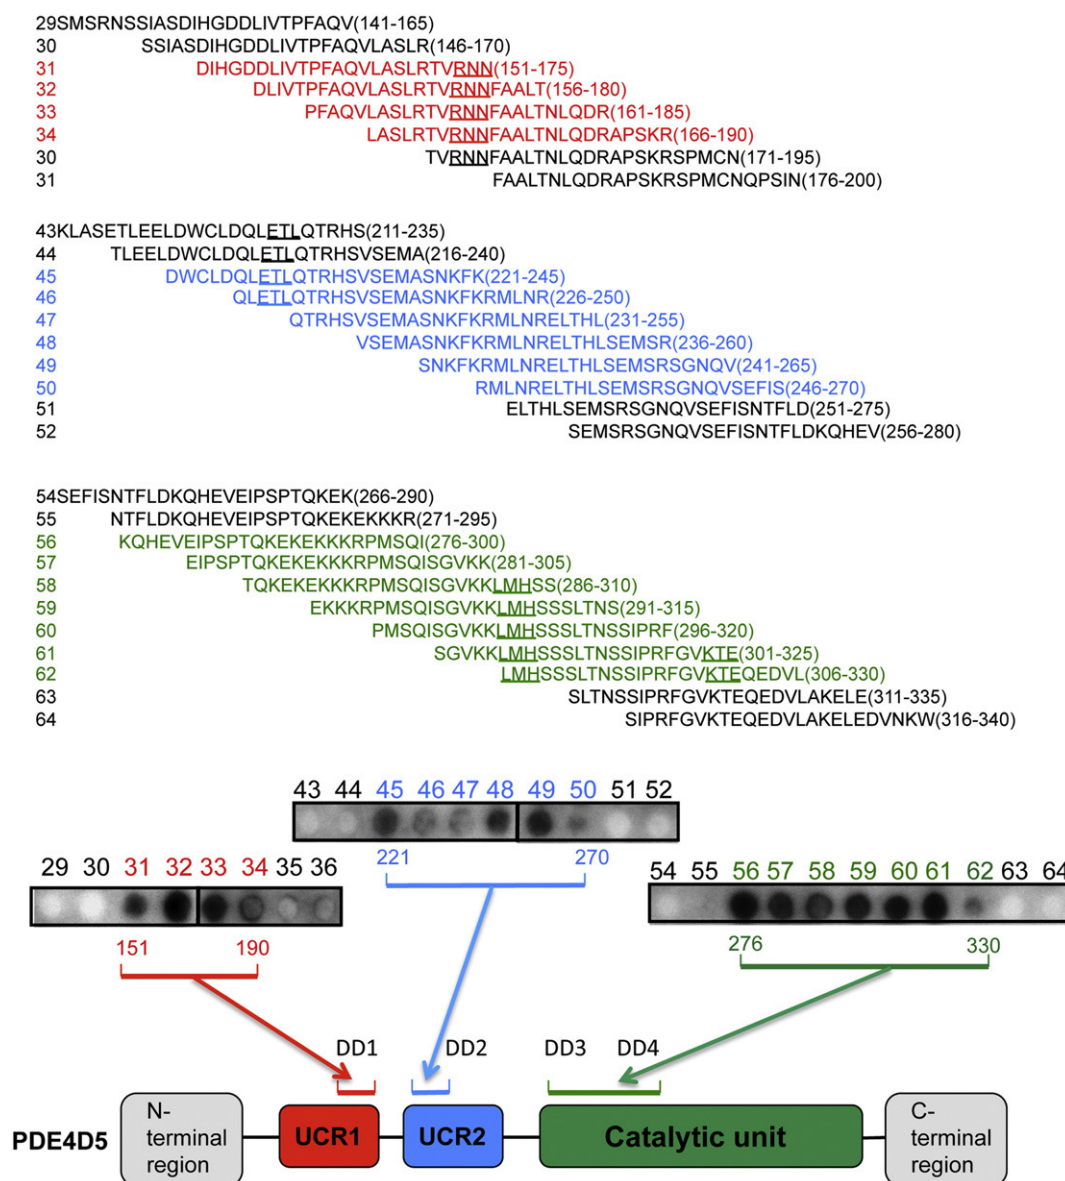 29SMSRNSSIASDIHGDDLIVTPFAQV(141-165)
30 SSIASDIHGDDLIVTPFAQVLASLR(146-170)
31 DIHGDDLIVTPFAQVLASLRTVRNN(151-175)
32 DLIVTPFAQVLASLRTVRNNFAALT(156-180)
33 PFAQVLASLRTVRNNFAALTNLQDR(161-185)
34 LASLRTVRNNFAALTNLQDRAPSKR(166-190)
30 TVRNNFAALTNLQDRAPSKRSPMCN(171-195)
31 FAALTNLQDRAPSKRSPMCNQPSIN(176-200)
43KLASETLEELDWCLDQLETLQTRHS(211-235)
44 TLEELDWCLDQLETLQTRHSVSEMA(216-240)
45 DWCLDQLETLQTRHSVSEMASNKFK(221-245)
46 QLETLQTRHSVSEMASNKFKRMLNR(226-250)
47 QTRHSVSEMASNKFKRMLNRELTHL(231-255)
48 VSEMASNKFKRMLNRELTHLSEMSR(236-260)
49 SNKFKRMLNRELTHLSEMSRSGNQV(241-265)
50 RMLNRELTHLSEMSRSGNQVSEFIS(246-270)
51 ELTHLSEMSRSGNQVSEFISNTFLD(251-275)
52 SEMSRSGNQVSEFISNTFLDKQHEV(256-280)
54SEFISNTFLDKQHEVEIPSPTQKEK(266-290)
55 NTFLDKQHEVEIPSPTQKEKEKKKR(271-295)
56 KQHEVEIPSPTQKEKEKKKRPMSQI(276-300)
57 EIPSPTQKEKEKKKRPMSQISGVKK(281-305)
58 TQKEKEKKKRPMSQISGVKKLMHSS(286-310)
59 EKKKRPMSQISGVKKLMHSSSLTNS(291-315)
60 PMSQISGVKKLMHSSSLTNSSIPRF(296-320)
61 SGVKKLMHSSSLTNSSIPRFGVKTE(301-325)
62 LMHSSSLTNSSIPRFGVKTEQEDVL(306-330)
63 SLTNSSIPRFGVKTEQEDVLAKELE(311-335)
64 SIPRFGVKTEQEDVLAKELEDVNKW(316-340)
43 44 45 46 47 48 49 50 51 52
221 270
29 30 31 32 33 34 35 36
151 190
54 55 56 57 58 59 60 61 62 63 64
276 330
DD1 DD2 DD3 DD4
PDE4D5
N-
terminal
region
UCR1
UCR2
Catalytic unit
C-
terminal
region